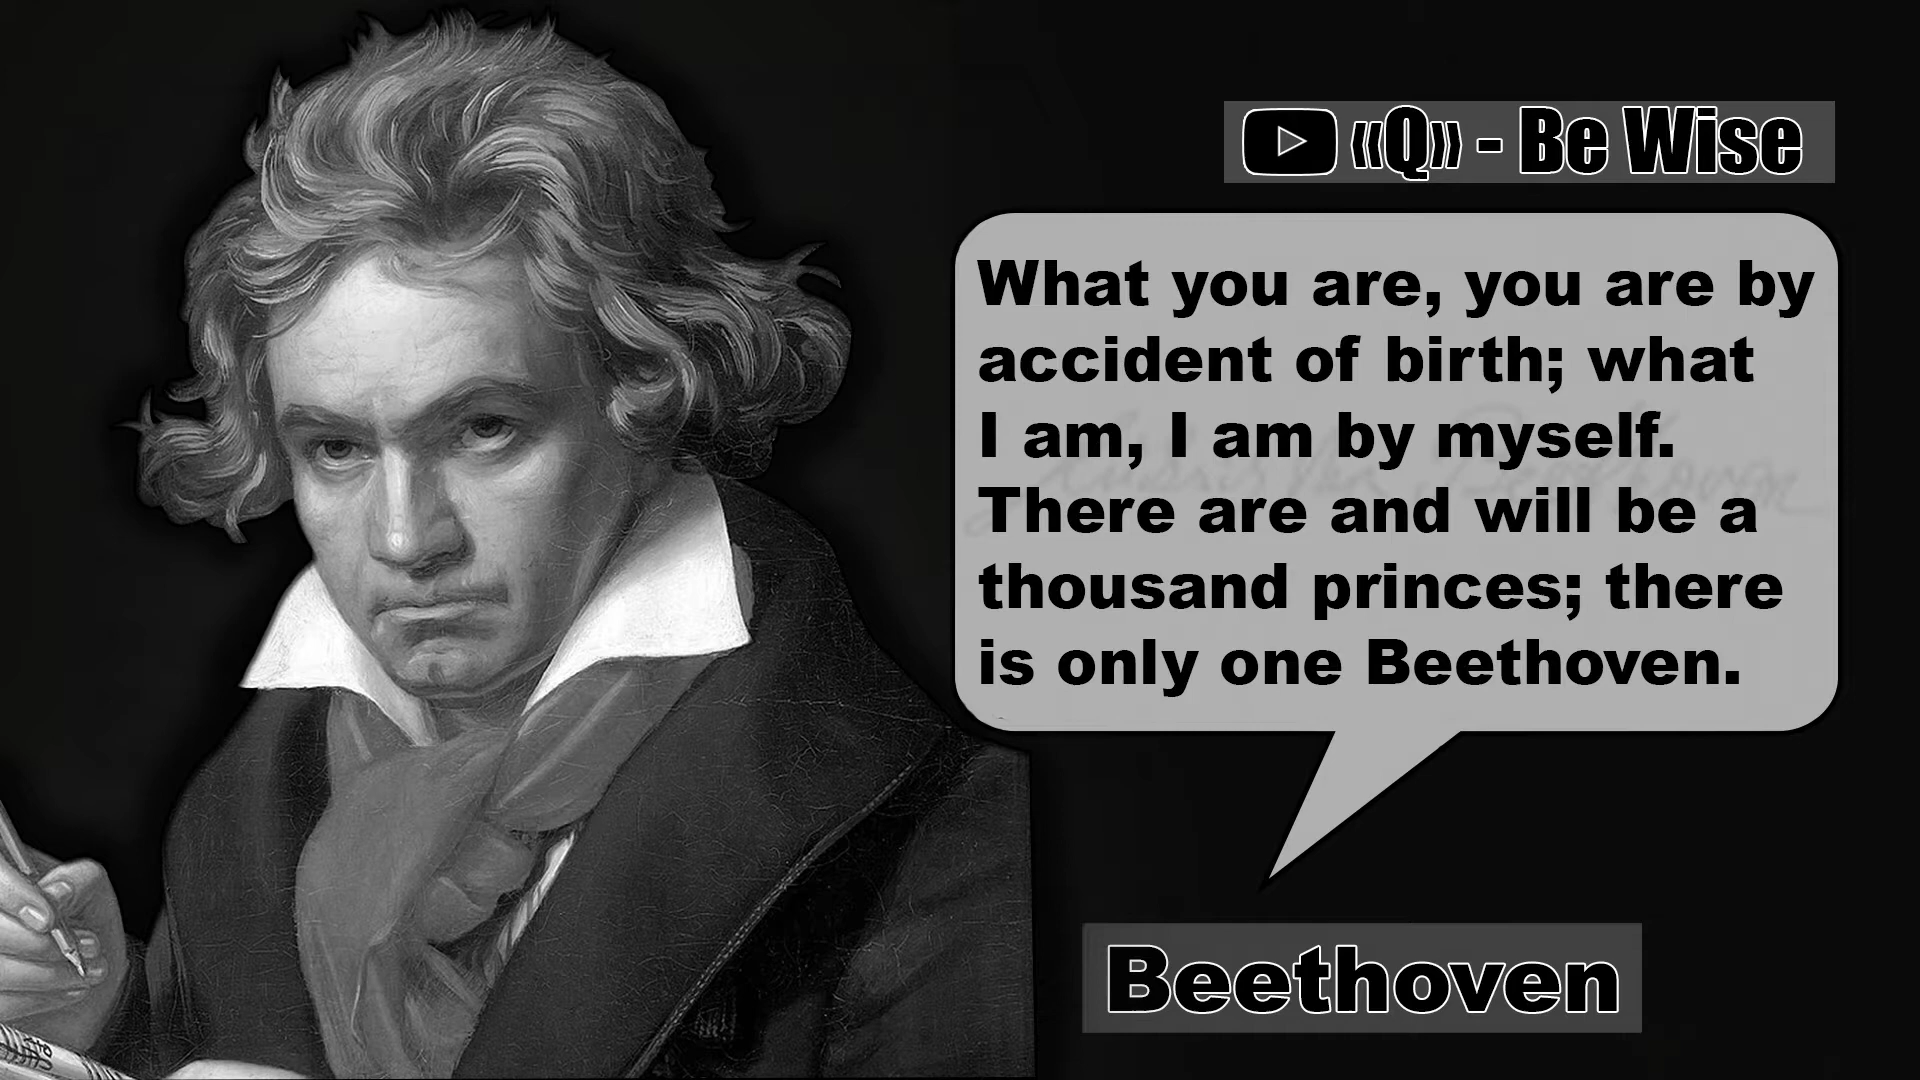 «Q» - Be Wise
What you are, you are by
accident of birth; what
I am, I am by myself.
There are and will be a
thousand princes; there
is only one Beethoven.
Beethoven